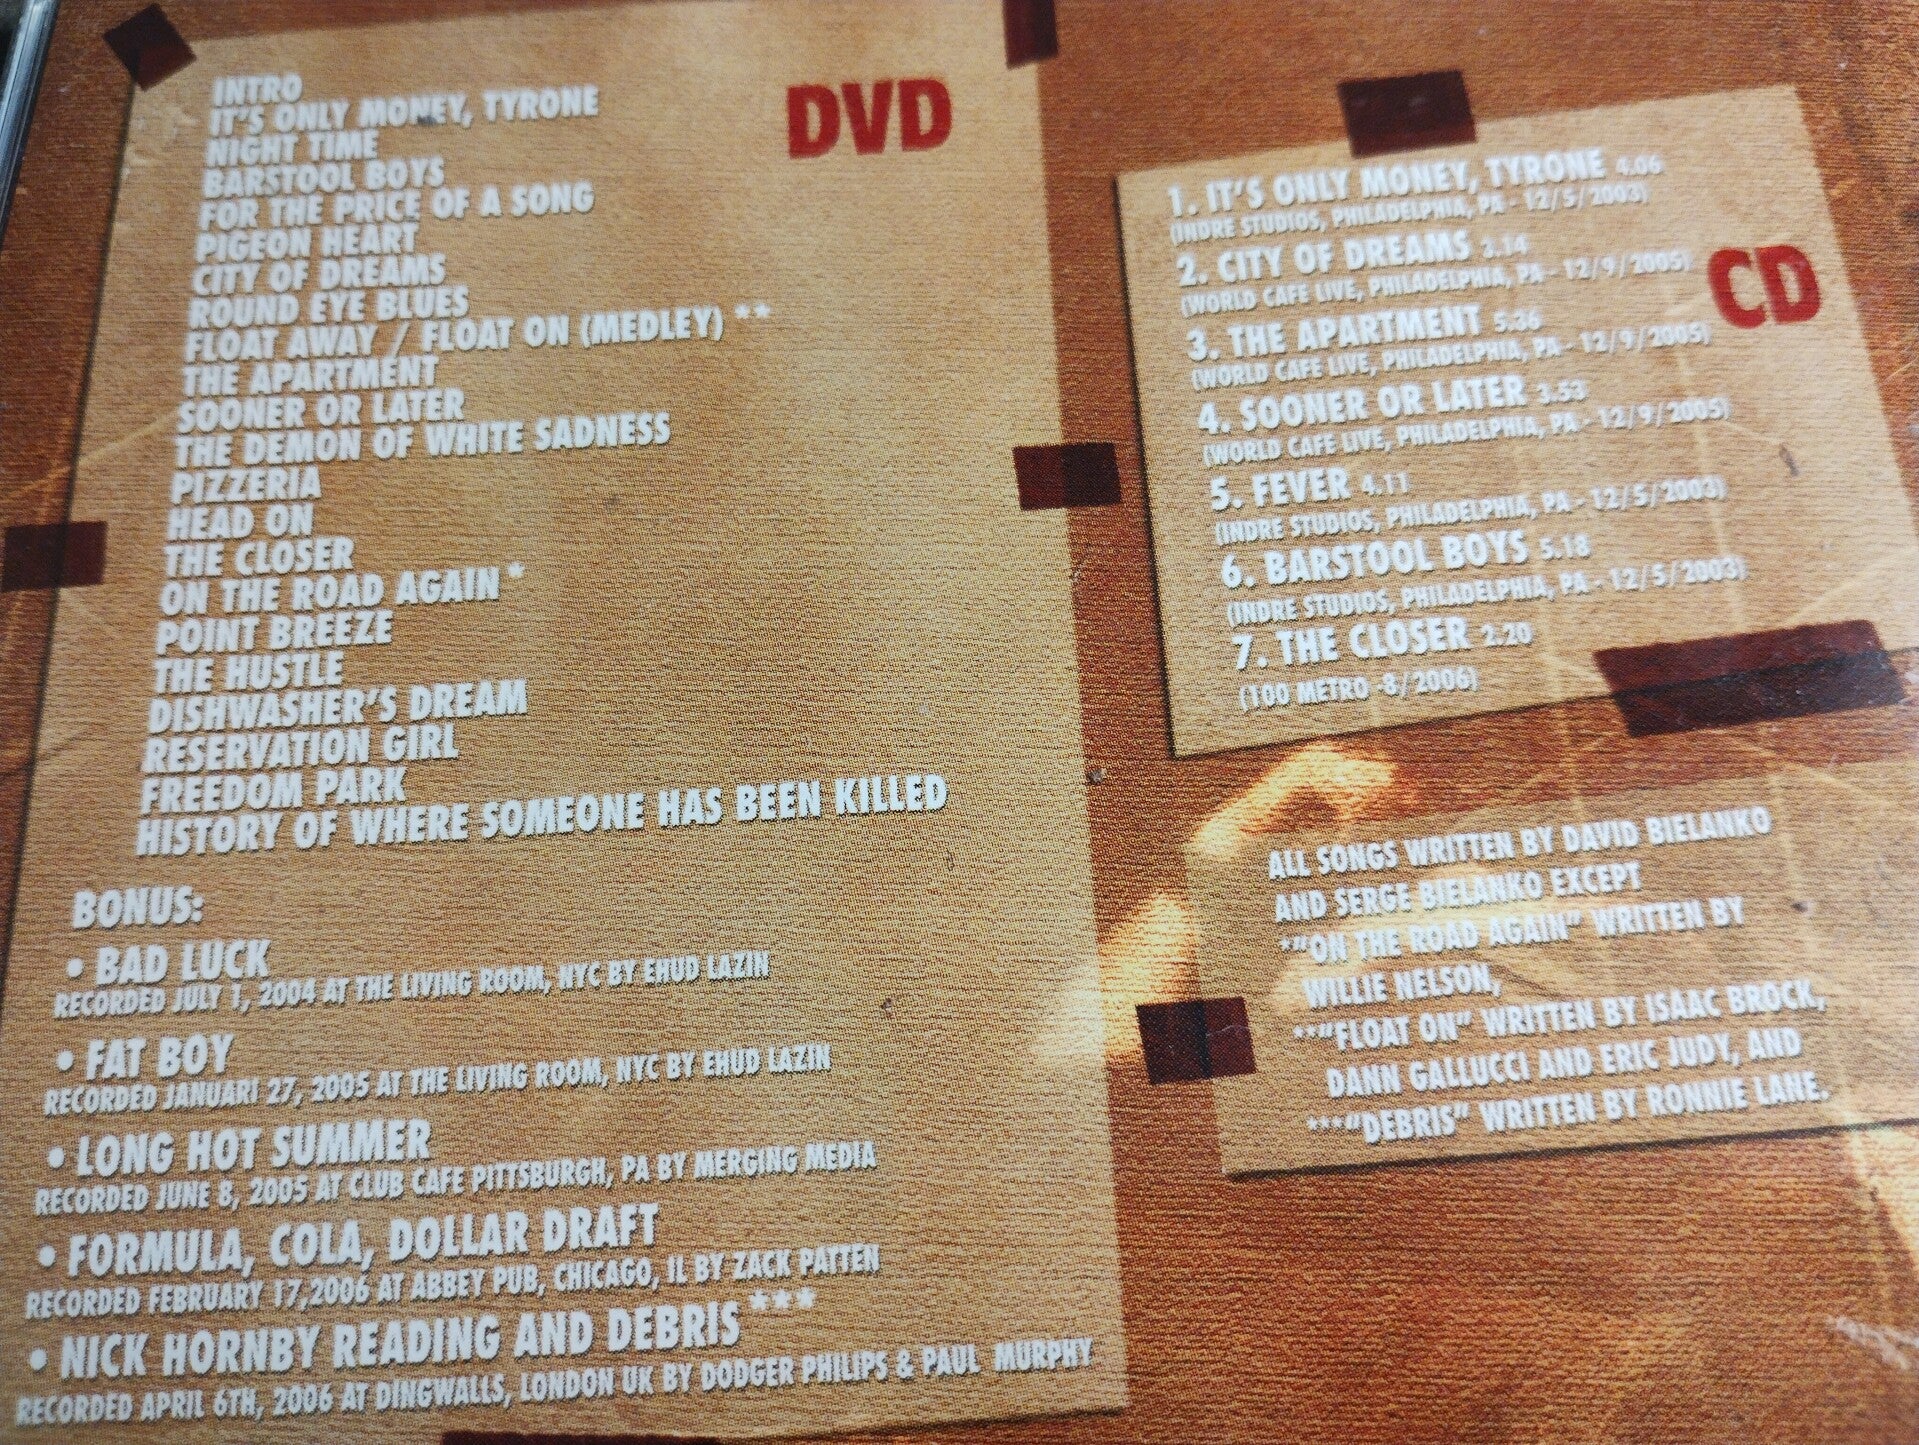 DVD
INTRO
IT'S ONLY MONEY, TYRONE
NIGHT TIME
BARSTOOL BOYS
FOR THE PRICE OF A SONG
PIGEON HEART
CITY OF DREAMS
ROUND EYE BLUES
FLOAT AWAY / FLOAT ON (MEDLEY) **
THE APARTMENT
SOONER OR LATER
THE DEMON OF WHITE SADNESS
PIZZERIA
HEAD ON
THE CLOSER
ON THE ROAD AGAIN *
POINT BREEZE
THE HUSTLE
DISHWASHER'S DREAM
RESERVATION GIRL
FREEDOM PARK
HISTORY OF WHERE SOMEONE HAS BEEN KILLED
BONUS:
• BAD LUCK
RECORDED JULY 1, 2004 AT THE LIVING ROOM, NYC BY EHUD LAZIN
• FAT BOY
RECORDED JANUARI 27, 2005 AT THE LIVING ROOM, NYC BY EHUD LAZIN
• LONG HOT SUMMER
RECORDED JUNE 8, 2005 AT CLUB CAFE PITTSBURGH, PA BY MERGING MEDIA
• FORMULA, COLA, DOLLAR DRAFT
RECORDED FEBRUARY 17,2006 AT ABBEY PUB, CHICAGO, IL BY ZACK PATTEN
• NICK HORNBY READING AND DEBRIS ***
RECORDED APRIL 6TH, 2006 AT DINGWALLS, LONDON UK BY DODGER PHILIPS & PAUL MURPHY
CD
1. IT'S ONLY MONEY, TYRONE 4.06
(INDRE STUDIOS, PHILADELPHIA, PA - 12/5/2003)
2. CITY OF DREAMS 3.14
(WORLD CAFE LIVE, PHILADELPHIA, PA - 12/9/2005)
3. THE APARTMENT 5.36
(WORLD CAFE LIVE, PHILADELPHIA, PA - 12/9/2005)
4. SOONER OR LATER 3.53
(WORLD CAFE LIVE, PHILADELPHIA, PA - 12/9/2005)
5. FEVER 4.11
(INDRE STUDIOS, PHILADELPHIA, PA - 12/5/2003)
6. BARSTOOL BOYS 5.18
(INDRE STUDIOS, PHILADELPHIA, PA - 12/5/2003)
7. THE CLOSER 2.20
(100 METRO -8/2006)
ALL SONGS WRITTEN BY DAVID BIELANKO
AND SERGE BIELANKO EXCEPT
*"ON THE ROAD AGAIN" WRITTEN BY
WILLIE NELSON,
**"FLOAT ON" WRITTEN BY ISAAC BROCK,
DANN GALLUCCI AND ERIC JUDY, AND
***"DEBRIS" WRITTEN BY RONNIE LANE.